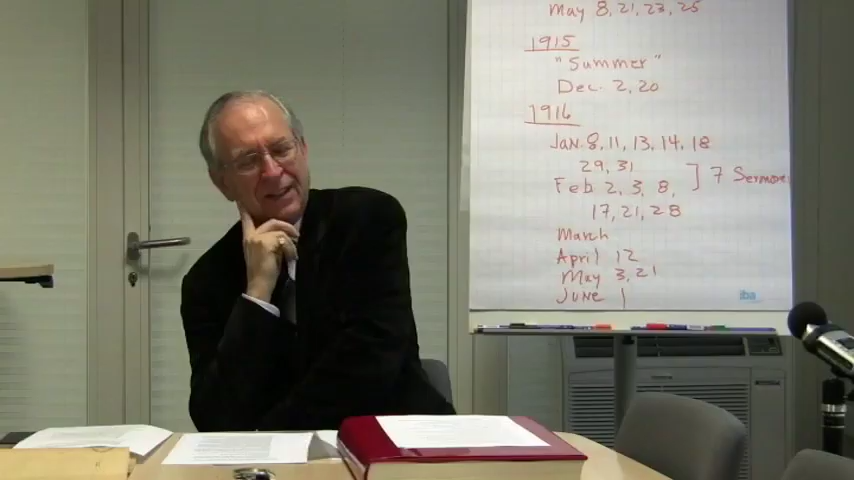 May 8, 21, 23, 25
1915
"Summer"
Dec. 2, 20
1916
Jan. 8, 11, 13, 14, 18
29, 31
Feb 2, 3, 8,
] 7 Sermons
17, 21, 28
March
April 12
May 3, 21
June 1
iba